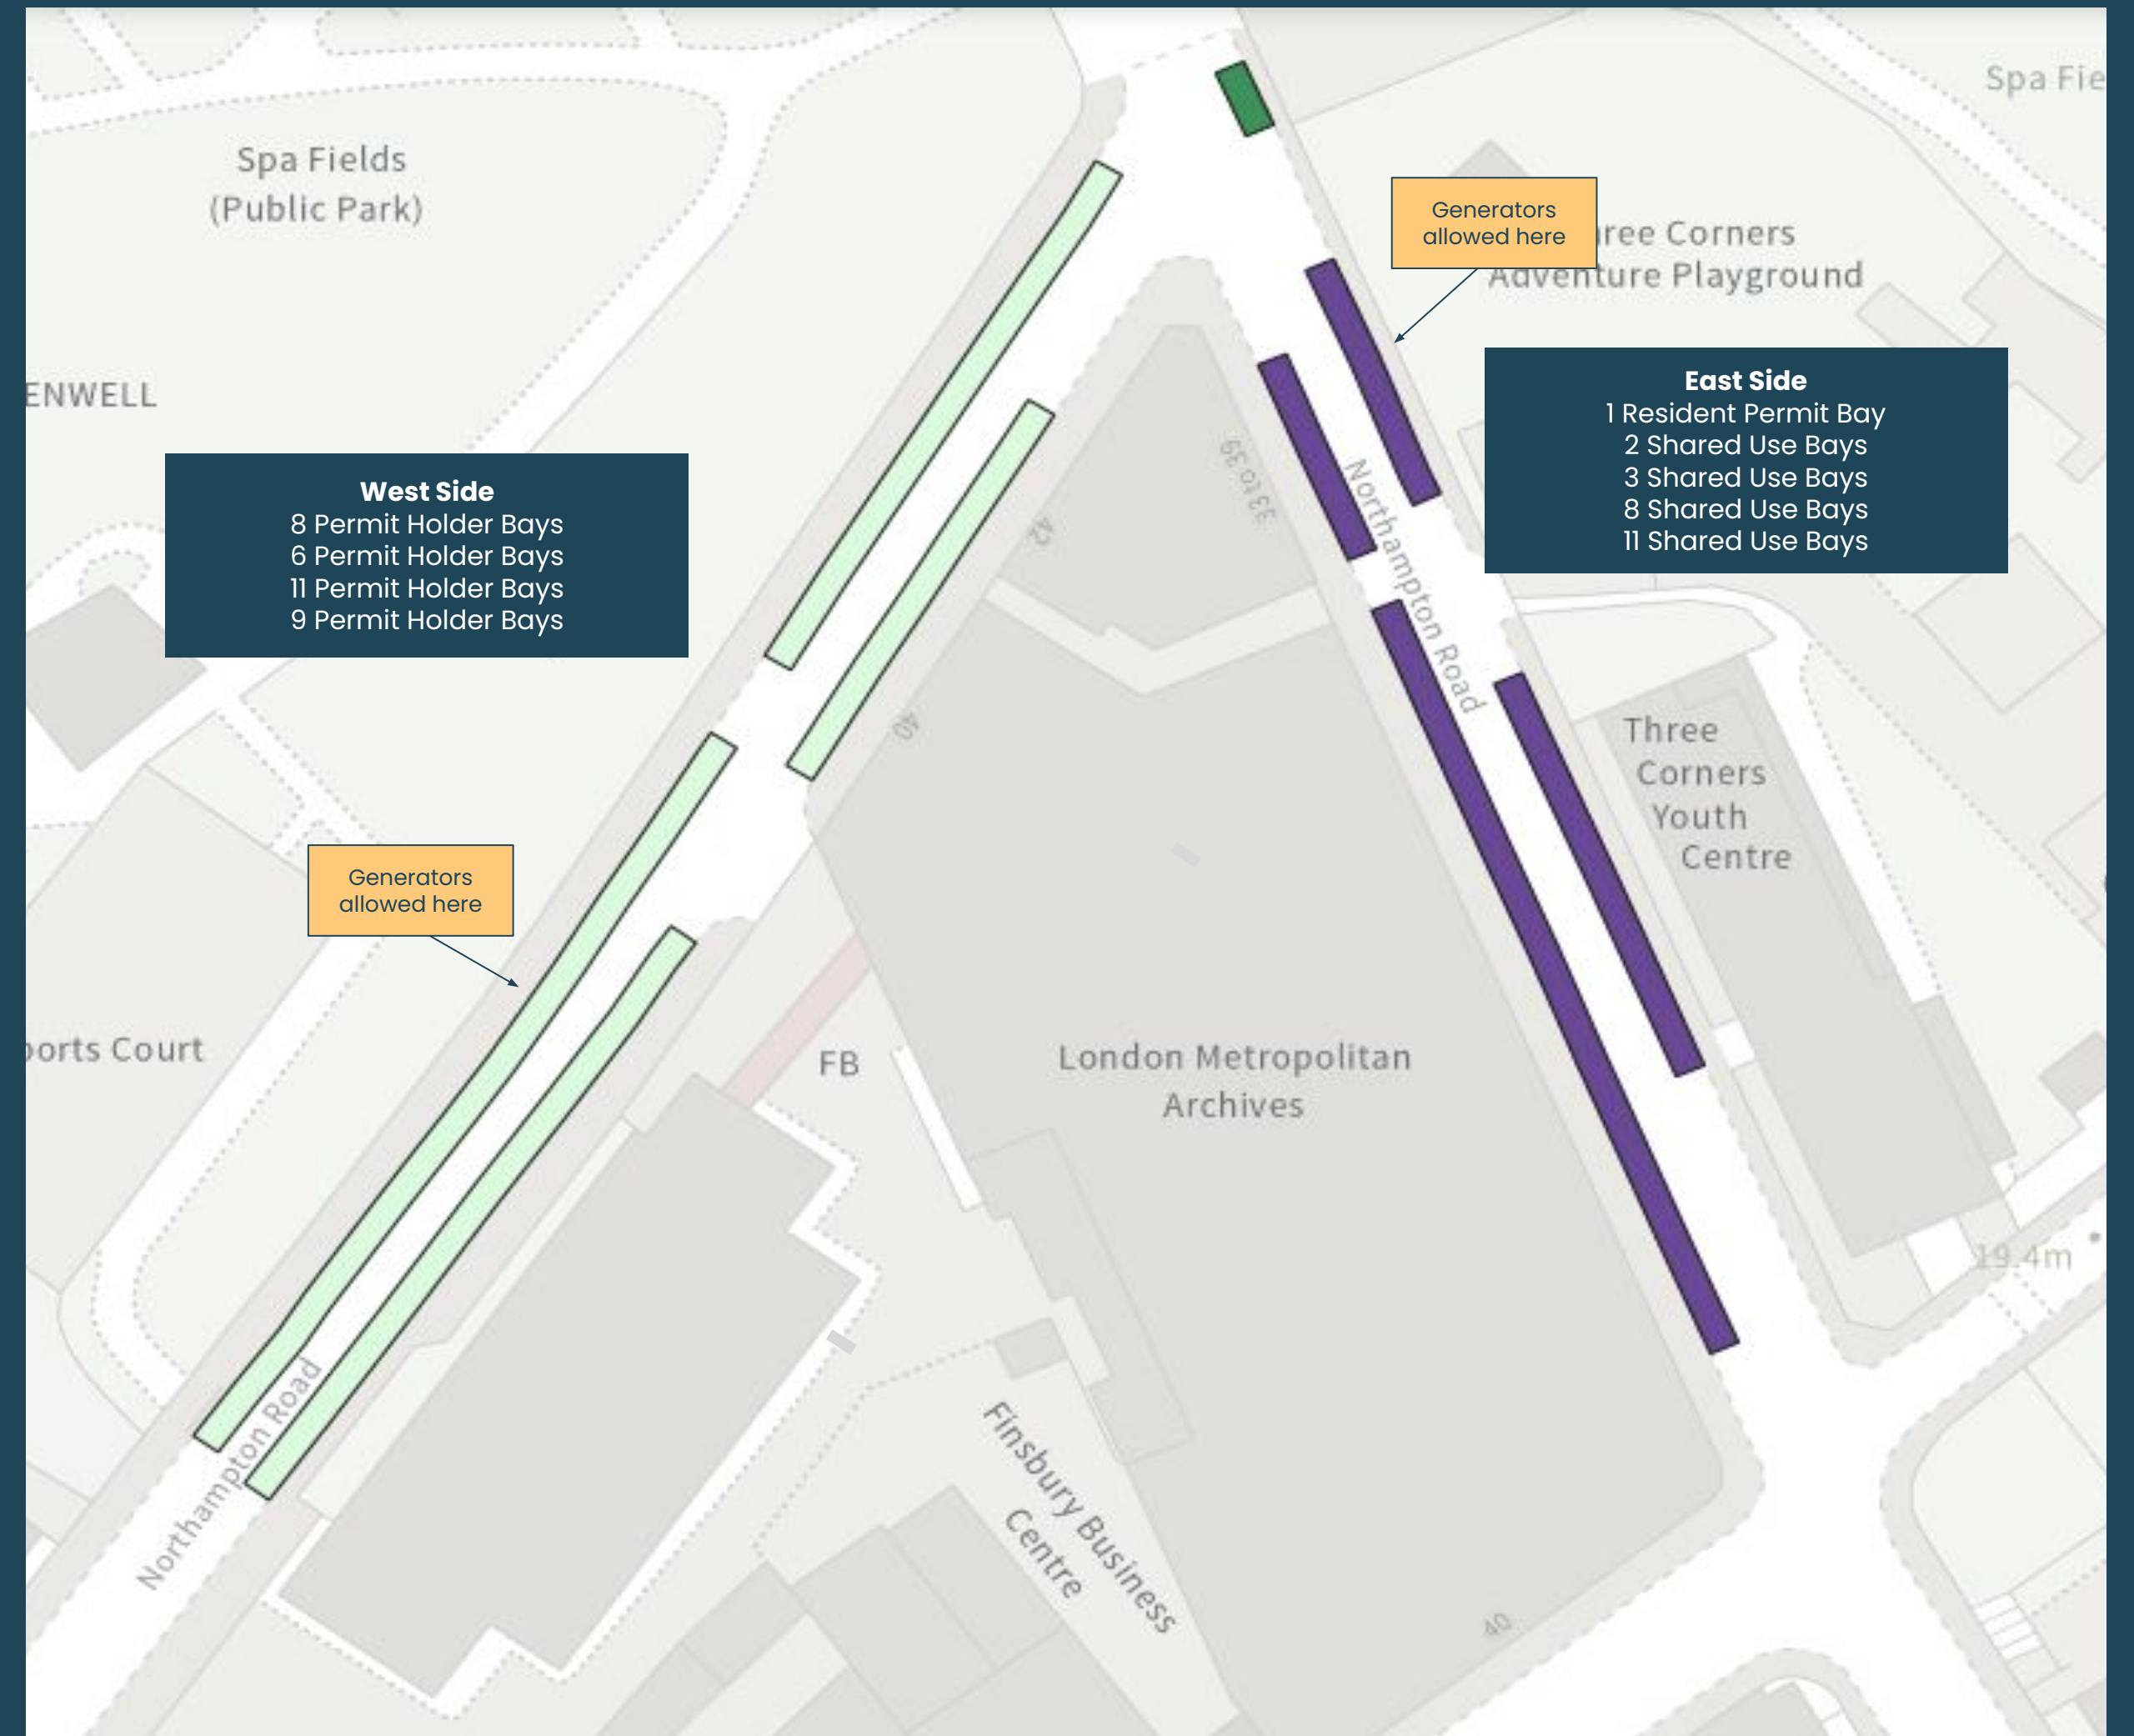 Spa Fie
Spa Fields
(Public Park)
Generators
allowed here
ree Corners
Adventure Playground
ENWELL
East Side
1 Resident Permit Bay
2 Shared Use Bays
3 Shared Use Bays
8 Shared Use Bays
11 Shared Use Bays
West Side
8 Permit Holder Bays
6 Permit Holder Bays
11 Permit Holder Bays
9 Permit Holder Bays
33 to 39
42
Northampton Road
40
Three
Corners
Youth
Centre
Generators
allowed here
orts Court
FB
London Metropolitan
Archives
19.4m
Northampton Road
Finsbury Business
Centre
40